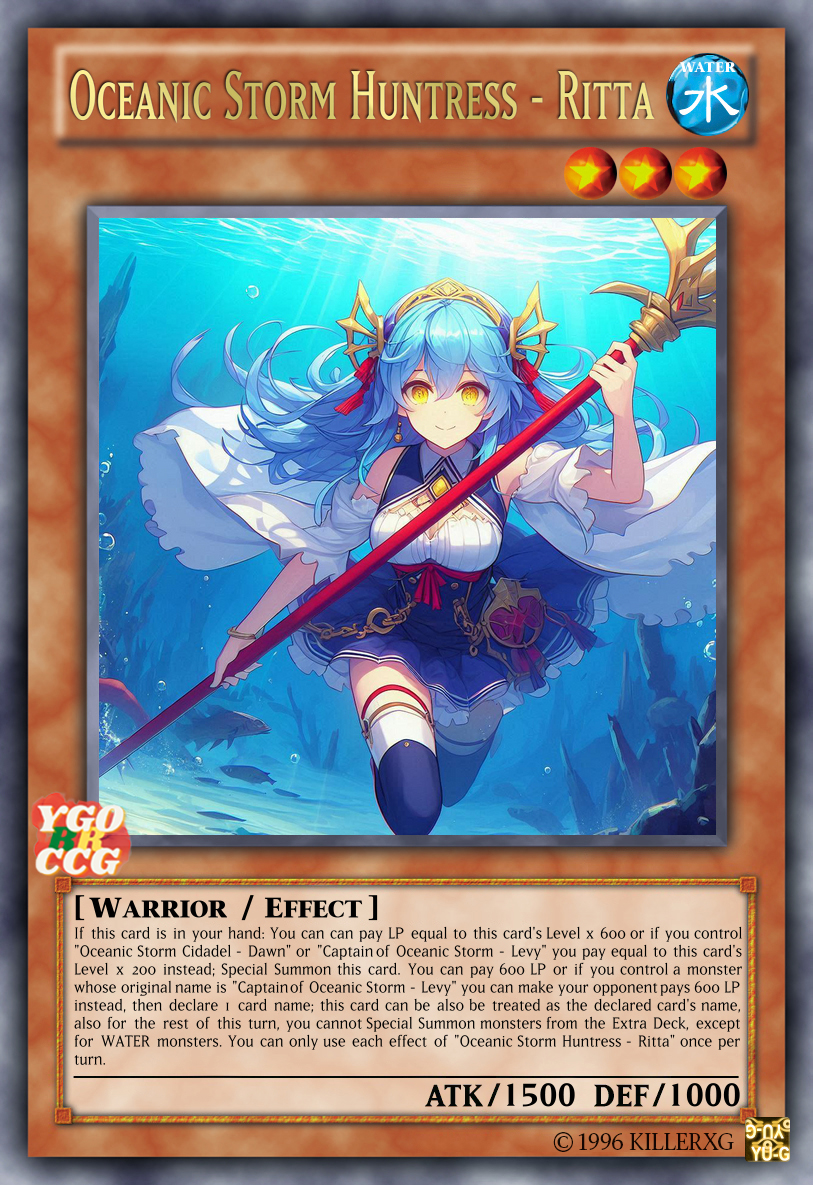 Oceanic Storm Huntress - Ritta
WATER
水
YGO
BR
CCG
[ Warrior / Effect ]
If this card is in your hand: You can can pay LP equal to this card's Level x 600 or if you control
"Oceanic Storm Cidadel - Dawn" or "Captain of Oceanic Storm - Levy" you pay equal to this card's
Level x 200 instead; Special Summon this card. You can pay 600 LP or if you control a monster
whose original name is "Captain of Oceanic Storm - Levy" you can make your opponent pays 600 LP
instead, then declare 1 card name; this card can be also be treated as the declared card's name,
also for the rest of this turn, you cannot Special Summon monsters from the Extra Deck, except
for WATER monsters. You can only use each effect of "Oceanic Storm Huntress - Ritta" once per
turn.
ATK/1500 DEF/1000
© 1996 KILLERXG
YU-G